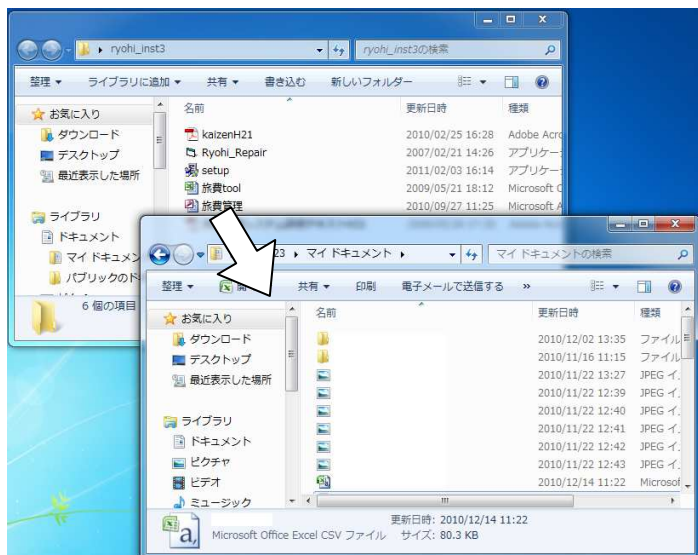 ryohi_inst3
ryohi_inst3の検索
整理 ライブラリに追加 共有 書き込む 新しいフォルダー
お気に入り
ダウンロード
デスクトップ
最近表示した場所
ライブラリ
ドキュメント
マイ ドキュメン
パブリックのド
6 個の項目
名前 更新日時 種類
kaizenH21 2010/02/25 16:28 Adobe Acro
Ryohi_Repair 2007/02/21 14:26 アプリケー
setup 2011/02/03 16:14 アプリケー
旅費tool 2009/05/21 18:12 Microsoft C
旅費管理 2010/09/27 11:25 Microsoft A
23 マイ ドキュメント
マイ ドキュメントの検索
整理 開 共有 印刷 電子メールで送信する »
お気に入り
ダウンロード
デスクトップ
最近表示した場所
ライブラリ
ドキュメント
ピクチャ
ビデオ
ミュージック
名前 更新日時 種類
2010/12/02 13:35 ファイル
2010/11/16 11:15 ファイル
2010/11/22 13:27 JPEG イ
2010/11/22 12:39 JPEG イ
2010/11/22 12:40 JPEG イ
2010/11/22 12:41 JPEG イ
2010/11/22 12:42 JPEG イ
2010/11/22 12:43 JPEG イ
2010/12/14 11:22 Microsof
更新日時: 2010/12/14 11:22
Microsoft Office Excel CSV ファイル サイズ: 80.3 KB